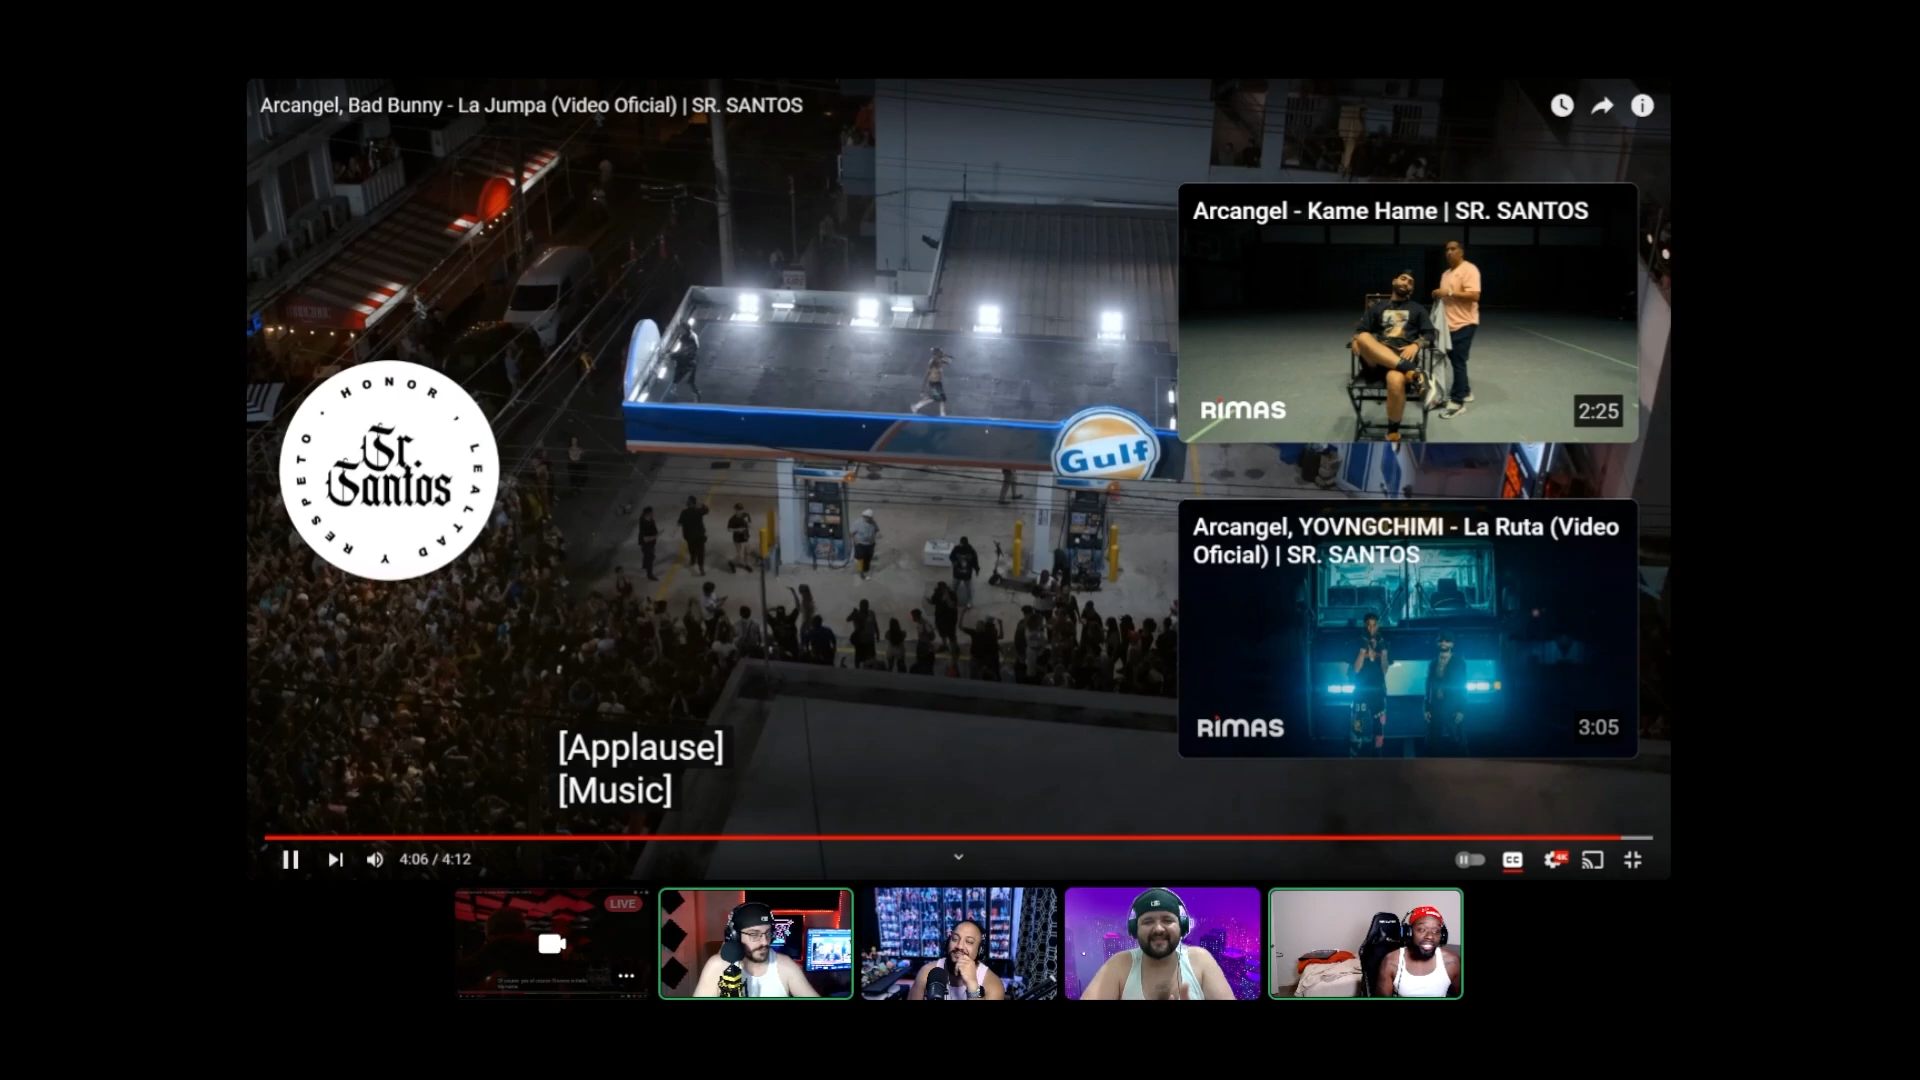 Arcangel, Bad Bunny - La Jumpa (Video Oficial) | SR. SANTOS
Arcangel - Kame Hame | SR. SANTOS
RIMAS
2:25
HONOR, LEALTAD Y RESPETO .
Sr.
Santos
Gulf
Arcangel, YOVNGCHIMI - La Ruta (Video
Oficial) | SR. SANTOS
RIMAS
3:05
[Applause]
[Music]
4:06 / 4:12
CC
4K
LIVE